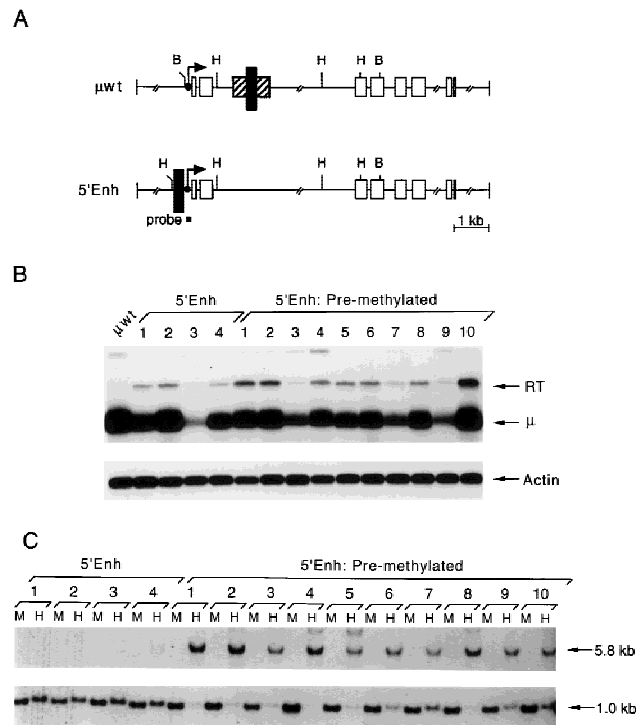 A
μwt B H H H B
5'Enh H H H H B
probe
1 kb
B
5'Enh 5'Enh: Pre-methylated
μwt 1 2 3 4 1 2 3 4 5 6 7 8 9 10
RT
μ
Actin
C
5'Enh 5'Enh: Pre-methylated
1 2 3 4 1 2 3 4 5 6 7 8 9 10
M H M H M H M H M H M H M H M H M H M H M H M H M H M H
5.8 kb
1.0 kb